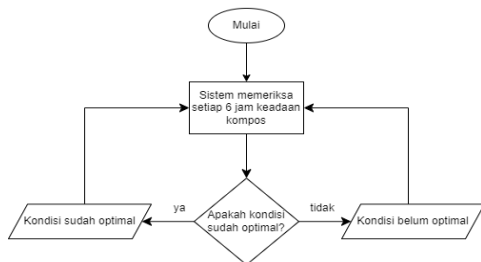 Mulai
Sistem memeriksa
setiap 6 jam keadaan
kompos
ya
Apakah kondisi
sudah optimal?
tidak
Kondisi sudah optimal
Kondisi belum optimal